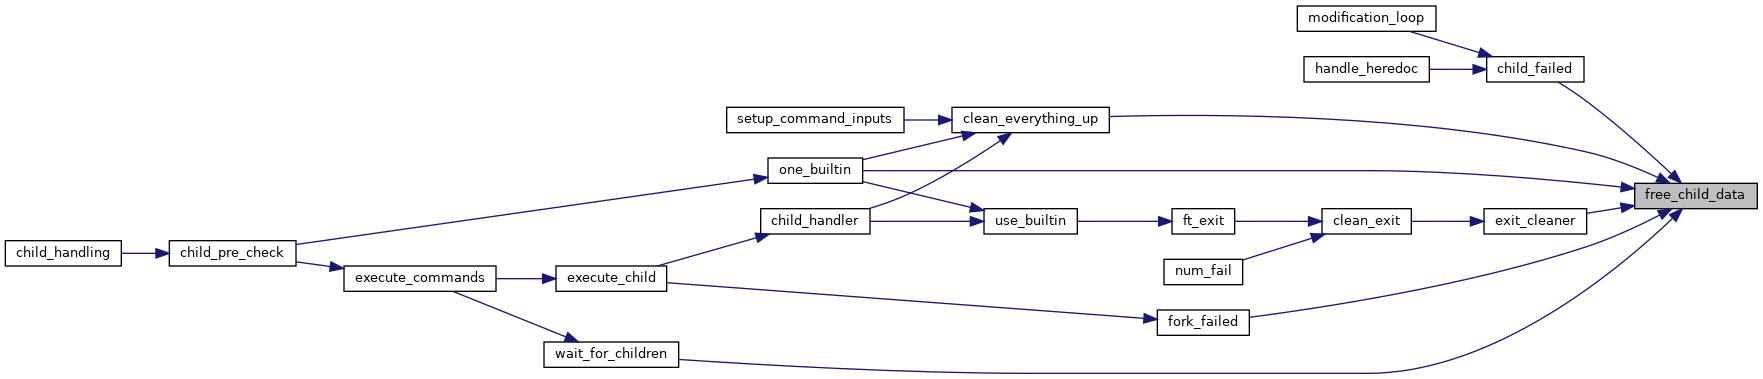 modification_loop
handle_heredoc
child_failed
setup_command_inputs
clean_everything_up
one_builtin
free_child_data
child_handler
use_builtin
ft_exit
clean_exit
exit_cleaner
child_handling
child_pre_check
execute_commands
execute_child
num_fail
fork_failed
wait_for_children